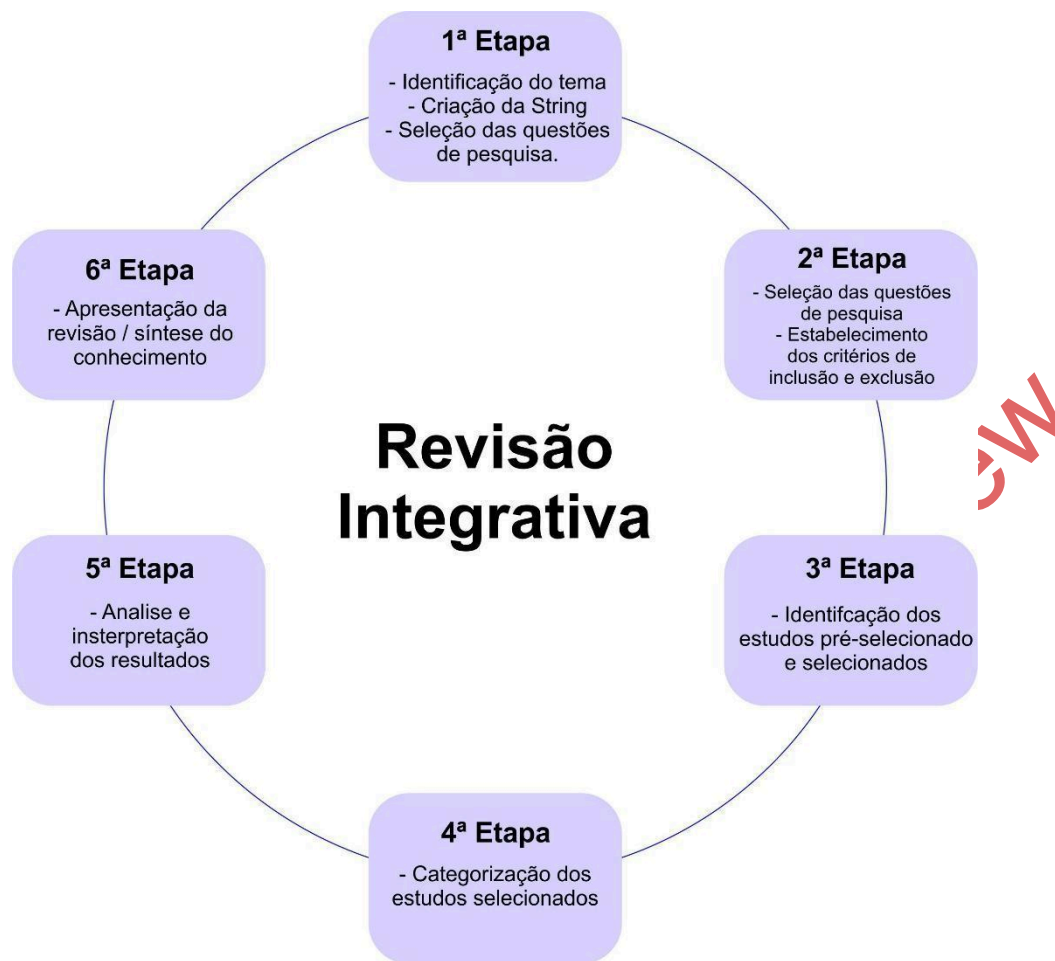 1ª Etapa
- Identificação do tema
- Criação da String
- Seleção das questões
de pesquisa.
2ª Etapa
- Seleção das questões
de pesquisa
- Estabelecimento
dos critérios de
inclusão e exclusão
3ª Etapa
- Identifcação dos
estudos pré-selecionado
e selecionados
4ª Etapa
- Categorização dos
estudos selecionados
5ª Etapa
- Analise e
insterpretação
dos resultados
6ª Etapa
- Apresentação da
revisão / síntese do
conhecimento
Revisão
Integrativa